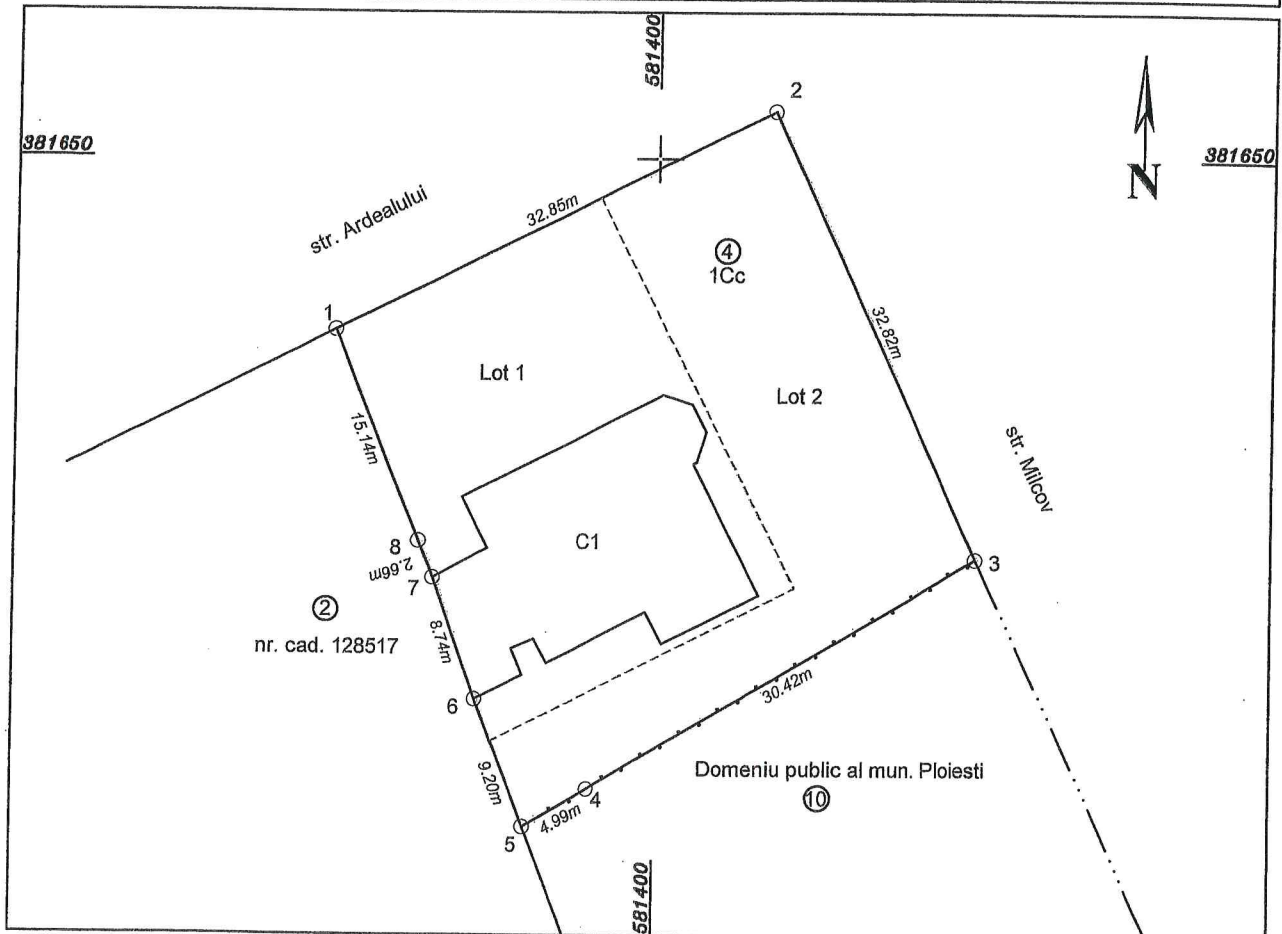 581400
2
381650
381650
N
str. Ardealului
32.85m
4
1Cc
1
32.82m
Lot 1
Lot 2
15.14m
str. Milcov
8
C1
3
2.66m
7
2
nr. cad. 128517
8.74m
6
30.42m
9.20m
Domeniu public al mun. Ploiesti
10
4
4.99m
5
581400